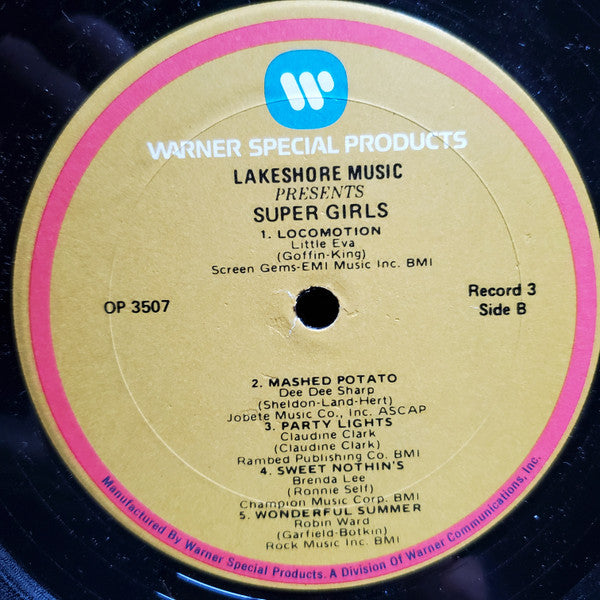 W
WARNER SPECIAL PRODUCTS
LAKESHORE MUSIC
PRESENTS
SUPER GIRLS
1. LOCOMOTION
Little Eva
(Goffin-King)
Screen Gems-EMI Music Inc. BMI
OP 3507
Record 3
Side B
2. MASHED POTATO
Dee Dee Sharp
(Sheldon-Land-Hert)
Jobete Music Co., Inc. ASCAP
3. PARTY LIGHTS
Claudine Clark
(Claudine Clark)
Rambed Publishing Co. BMI
4. SWEET NOTHIN'S
Brenda Lee
(Ronnie Self)
Champion Music Corp. BMI
5. WONDERFUL SUMMER
Robin Ward
(Garfield-Botkin)
Rock Music Inc. BMI
Manufactured By Warner Special Products. A Division Of Warner Communications, Inc.